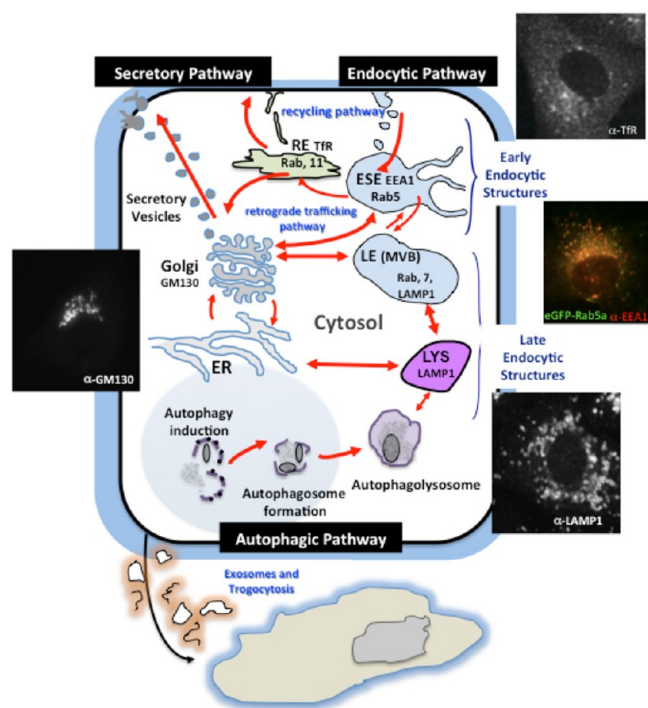 Secretory Pathway
Endocytic Pathway
recycling pathway
α-TfR
RE TfR
Rab, 11
ESE EEA1
Rab5
Early
Endocytic
Structures
Secretory
Vesicles
retrograde trafficking
pathway
Golgi
GM130
LE (MVB)
Rab, 7,
LAMP1
eGFP-Rab5a α-EEA1
Cytosol
α-GM130
ER
LYS
LAMP1
Late
Endocytic
Structures
Autophagy
induction
Autophagosome
formation
Autophagolysosome
α-LAMP1
Autophagic Pathway
Exosomes and
Trogocytosis